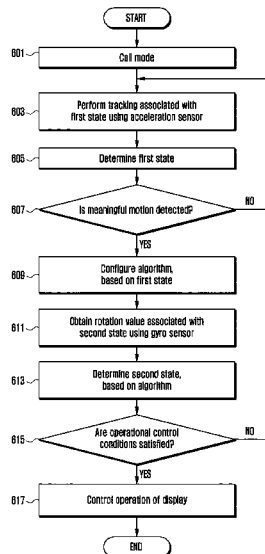 START
601
Call mode
603
Perform tracking associated with
first state using acceleration sensor
605
Determine first state
607
Is meaningful motion detected?
NO
YES
609
Configure algorithm,
based on first state
611
Obtain rotation value associated with
second state using gyro sensor
613
Determine second state,
based on algorithm
615
Are operational control
conditions satisfied?
NO
YES
617
Control operation of display
END